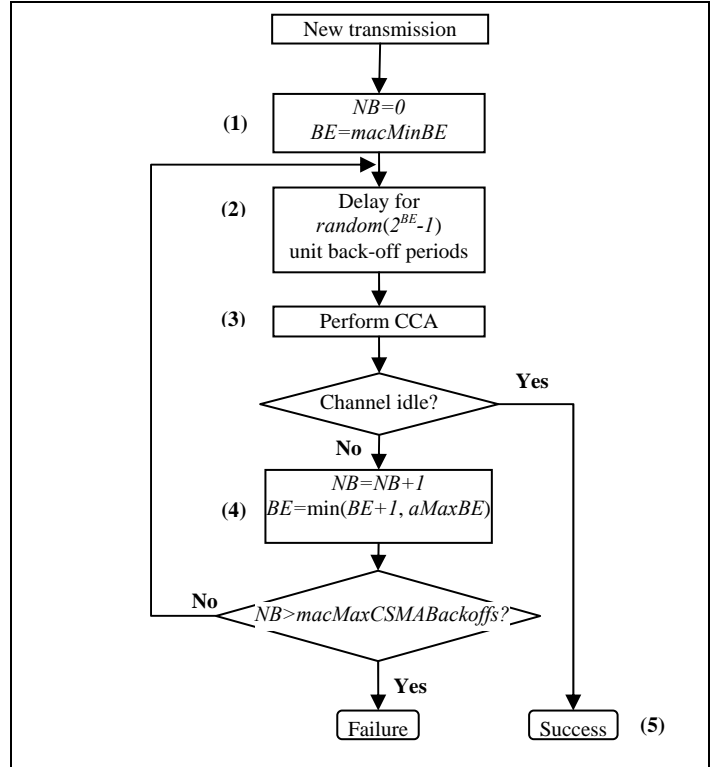 New transmission
(1)
NB=0
BE=macMinBE
(2)
Delay for
random(2^BE-1)
unit back-off periods
(3)
Perform CCA
Channel idle?
Yes
No
(4)
NB=NB+1
BE=min(BE+1, aMaxBE)
No
NB>macMaxCSMABackoffs?
Yes
Failure
Success
(5)